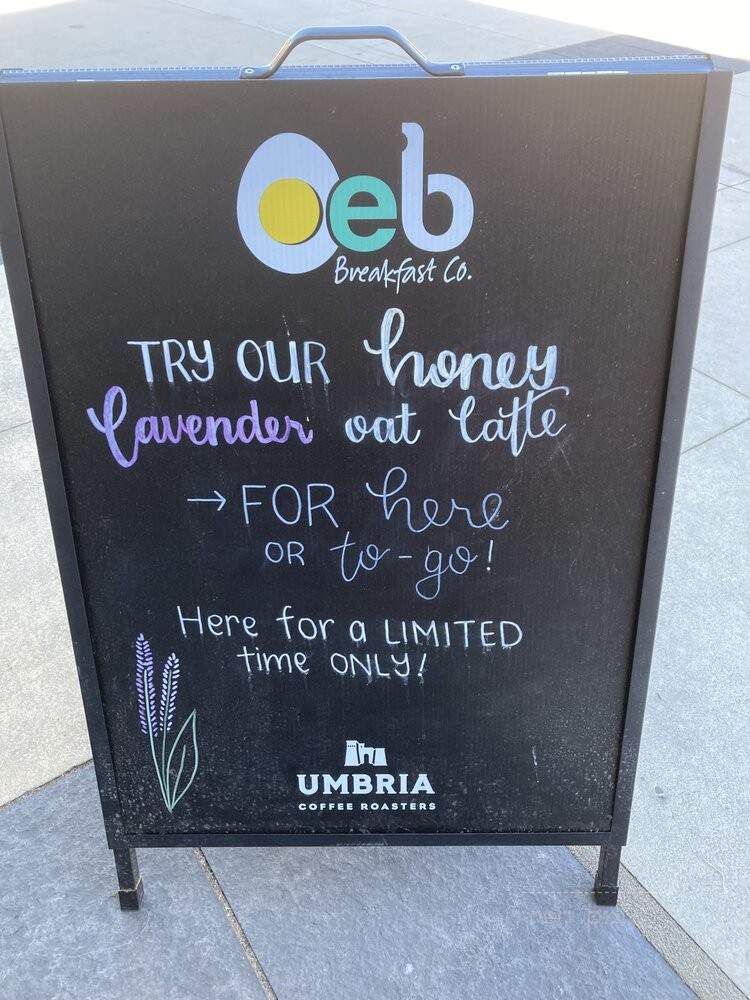 Oeb
Breakfast Co.
TRY OUR honey
lavender oat latte
→ FOR here
OR to-go!
Here for a LIMITED
time ONLY!
UMBRIA
COFFEE ROASTERS